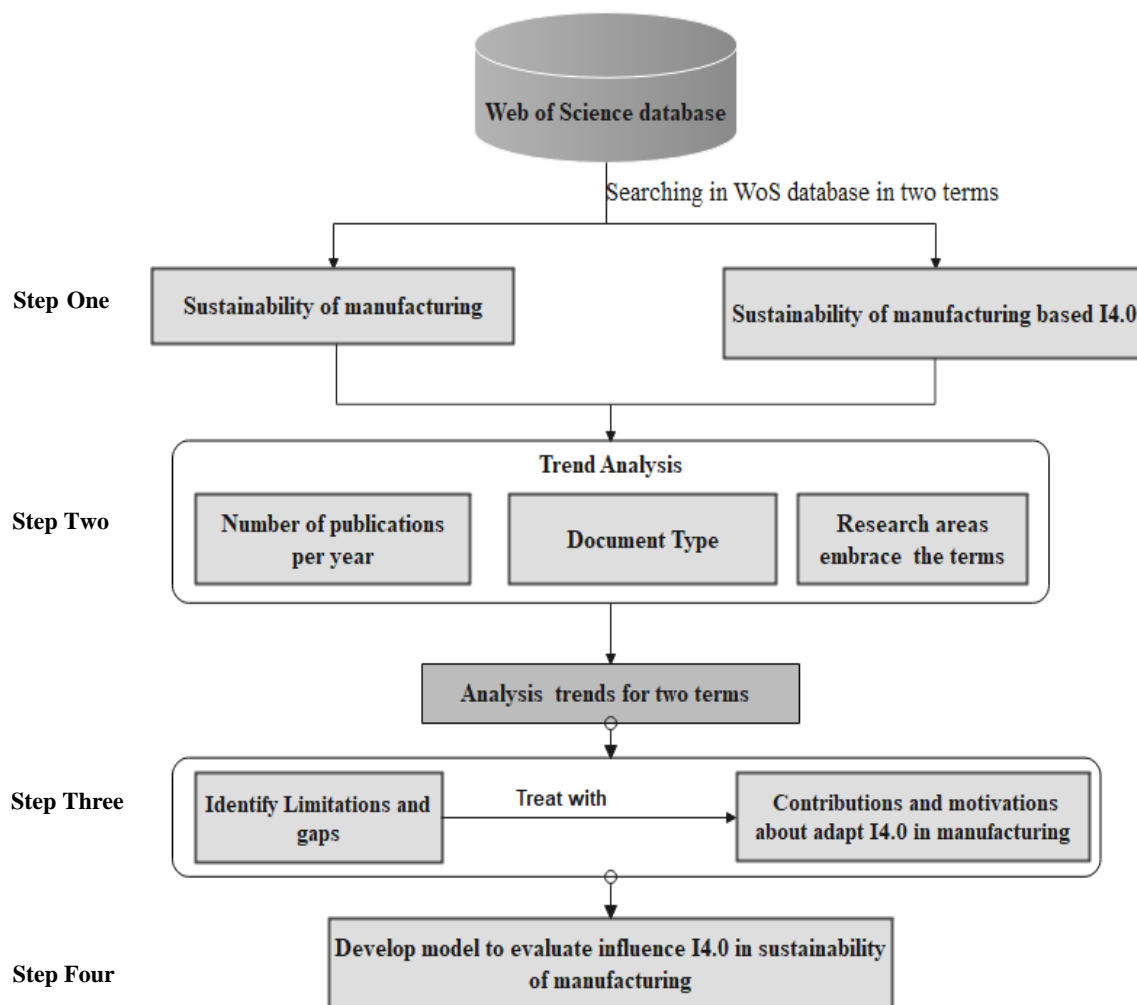 Web of Science database
Searching in WoS database in two terms
Step One
Sustainability of manufacturing
Sustainability of manufacturing based I4.0
Trend Analysis
Step Two
Number of publications
per year
Document Type
Research areas
embrace the terms
Analysis trends for two terms
Step Three
Identify Limitations and
gaps
Treat with
Contributions and motivations
about adapt I4.0 in manufacturing
Step Four
Develop model to evaluate influence I4.0 in sustainability
of manufacturing